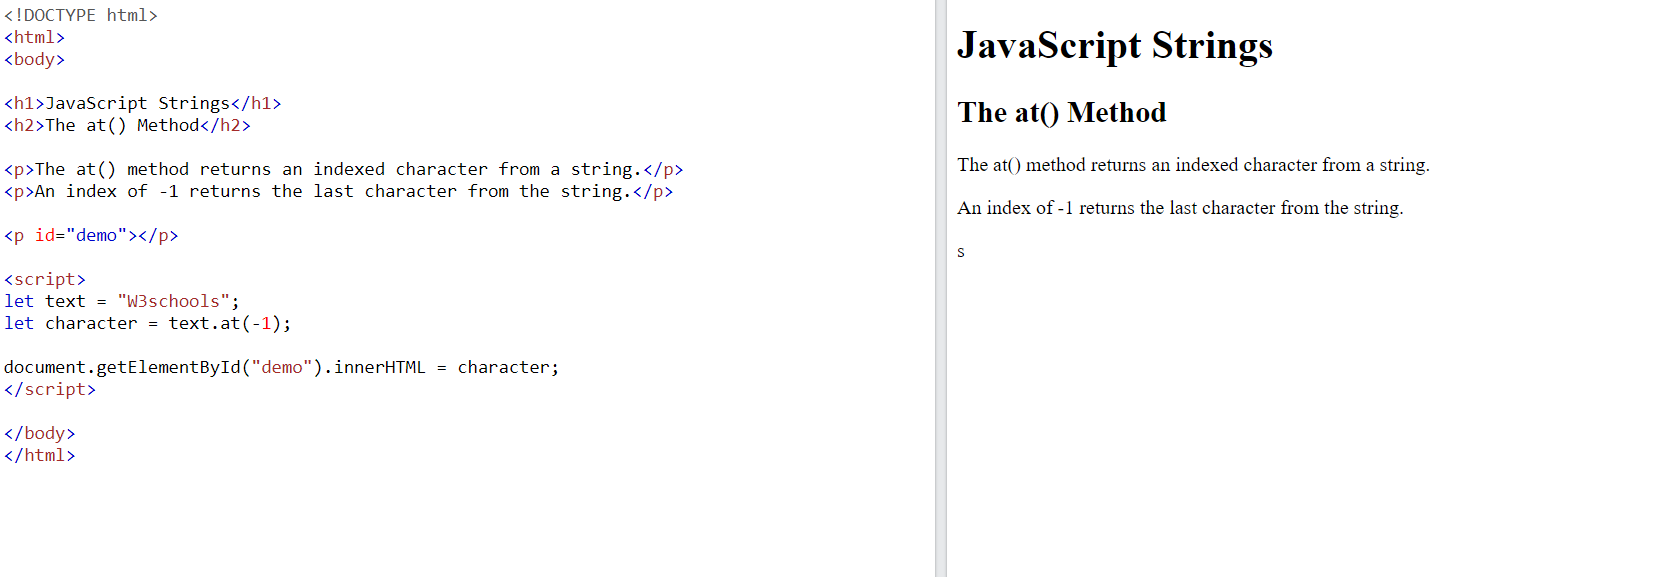 <!DOCTYPE html>
<html>
<body>
<h1>JavaScript Strings</h1>
<h2>The at() Method</h2>
<p>The at() method returns an indexed character from a string.</p>
<p>An index of -1 returns the last character from the string.</p>
<p id="demo"></p>
<script>
let text = "W3schools";
let character = text.at(-1);
document.getElementById("demo").innerHTML = character;
</script>
</body>
</html>
JavaScript Strings
The at() Method
The at() method returns an indexed character from a string.
An index of -1 returns the last character from the string.
s